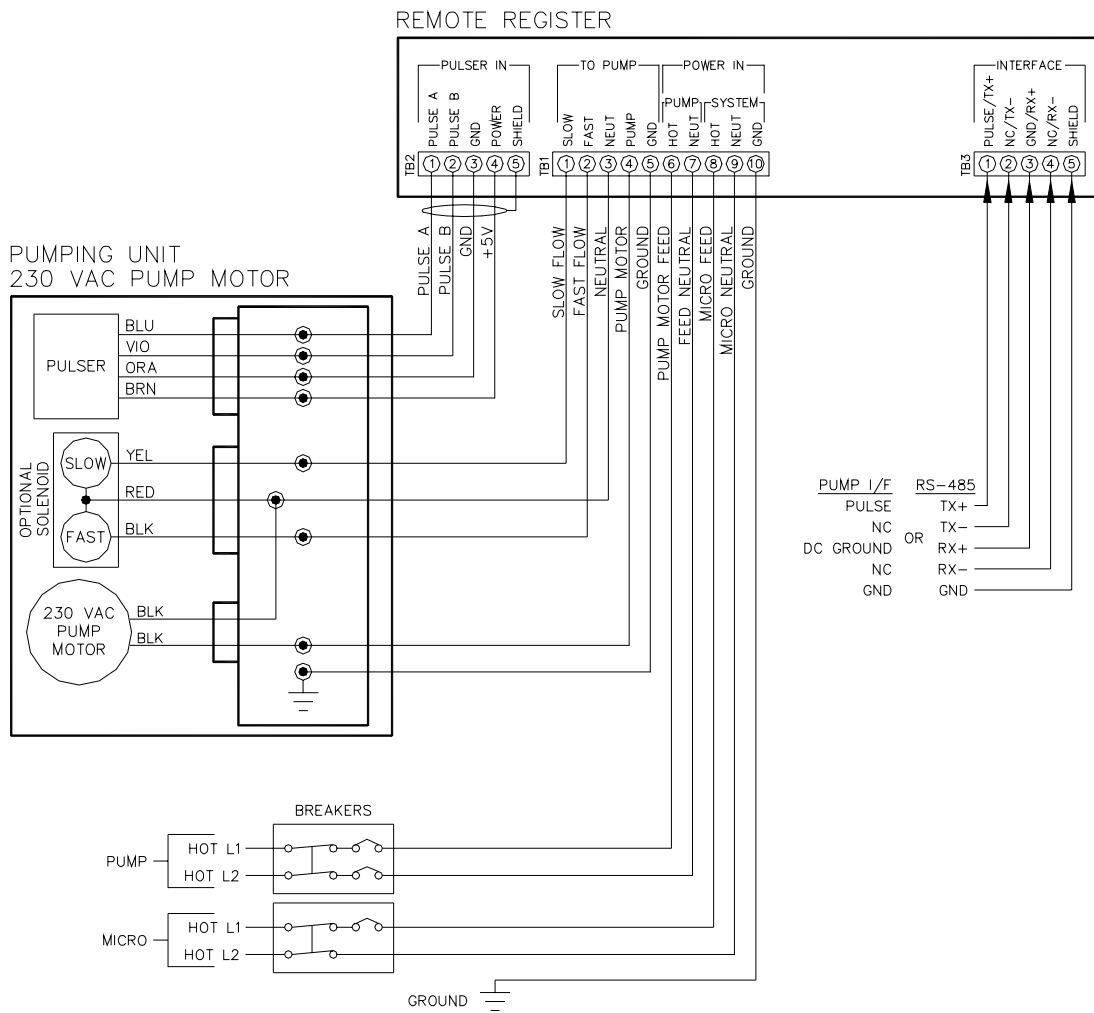 REMOTE REGISTER
PULSER IN
TO PUMP
POWER IN
INTERFACE
PUMP
SYSTEM
PULSE A
PULSE B
GND
POWER
SHIELD
SLOW
FAST
NEUT
PUMP
GND
HOT
NEUT
HOT
NEUT
GND
PULSE/TX+
NC/TX-
GND/RX+
NC/RX-
SHIELD
TB2
1 2 3 4 5
TB1
1 2 3 4 5 6 7 8 9 10
TB3
1 2 3 4 5
PULSE A
PULSE B
GND
+5V
SLOW FLOW
FAST FLOW
NEUTRAL
PUMP MOTOR
GROUND
PUMP MOTOR FEED
FEED NEUTRAL
MICRO FEED
MICRO NEUTRAL
GROUND
PUMPING UNIT
230 VAC PUMP MOTOR
PULSER
BLU
VIO
ORA
BRN
OPTIONAL
SOLENOID
SLOW
FAST
YEL
RED
BLK
230 VAC
PUMP
MOTOR
BLK
BLK
PUMP I/F
PULSE
NC
DC GROUND
NC
GND
OR
RS-485
TX+
TX-
RX+
RX-
GND
BREAKERS
PUMP
HOT L1
HOT L2
MICRO
HOT L1
HOT L2
GROUND